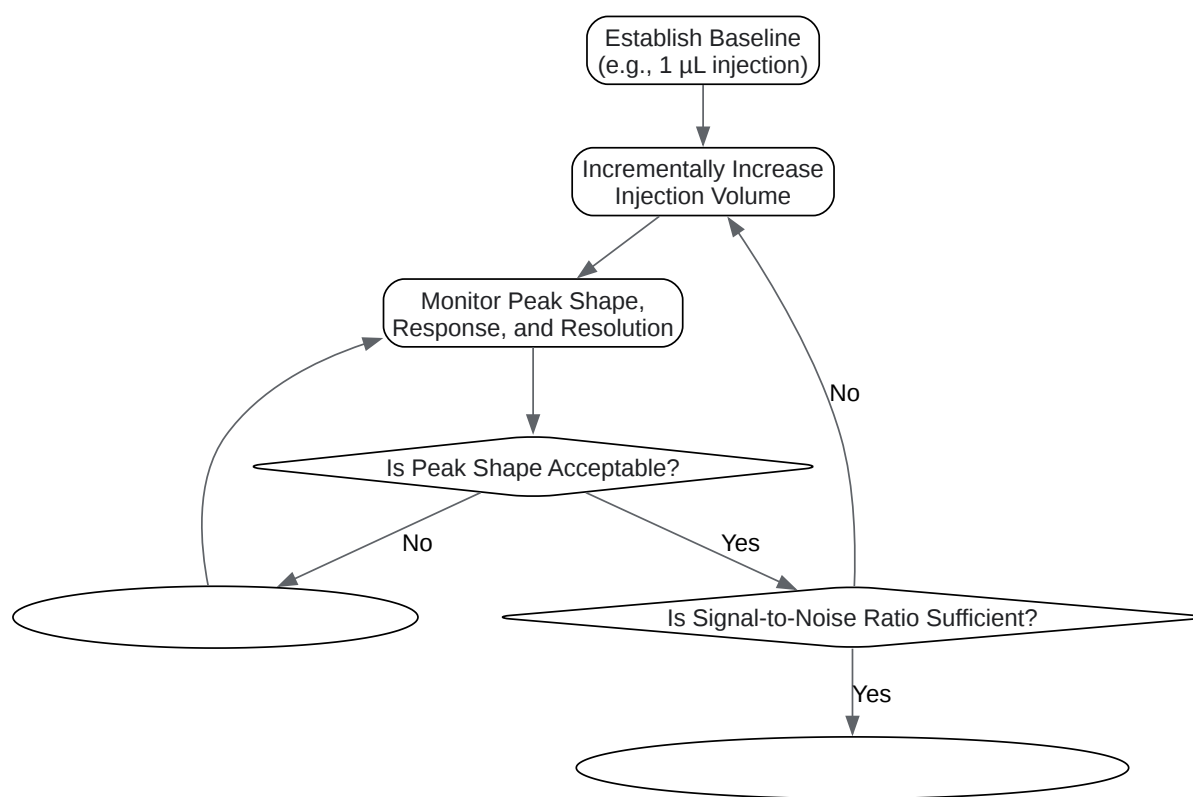 Establish Baseline
(e.g., 1 µL injection)
Incrementally Increase
Injection Volume
Monitor Peak Shape,
Response, and Resolution
No
Is Peak Shape Acceptable?
No
Yes
Is Signal-to-Noise Ratio Sufficient?
Yes